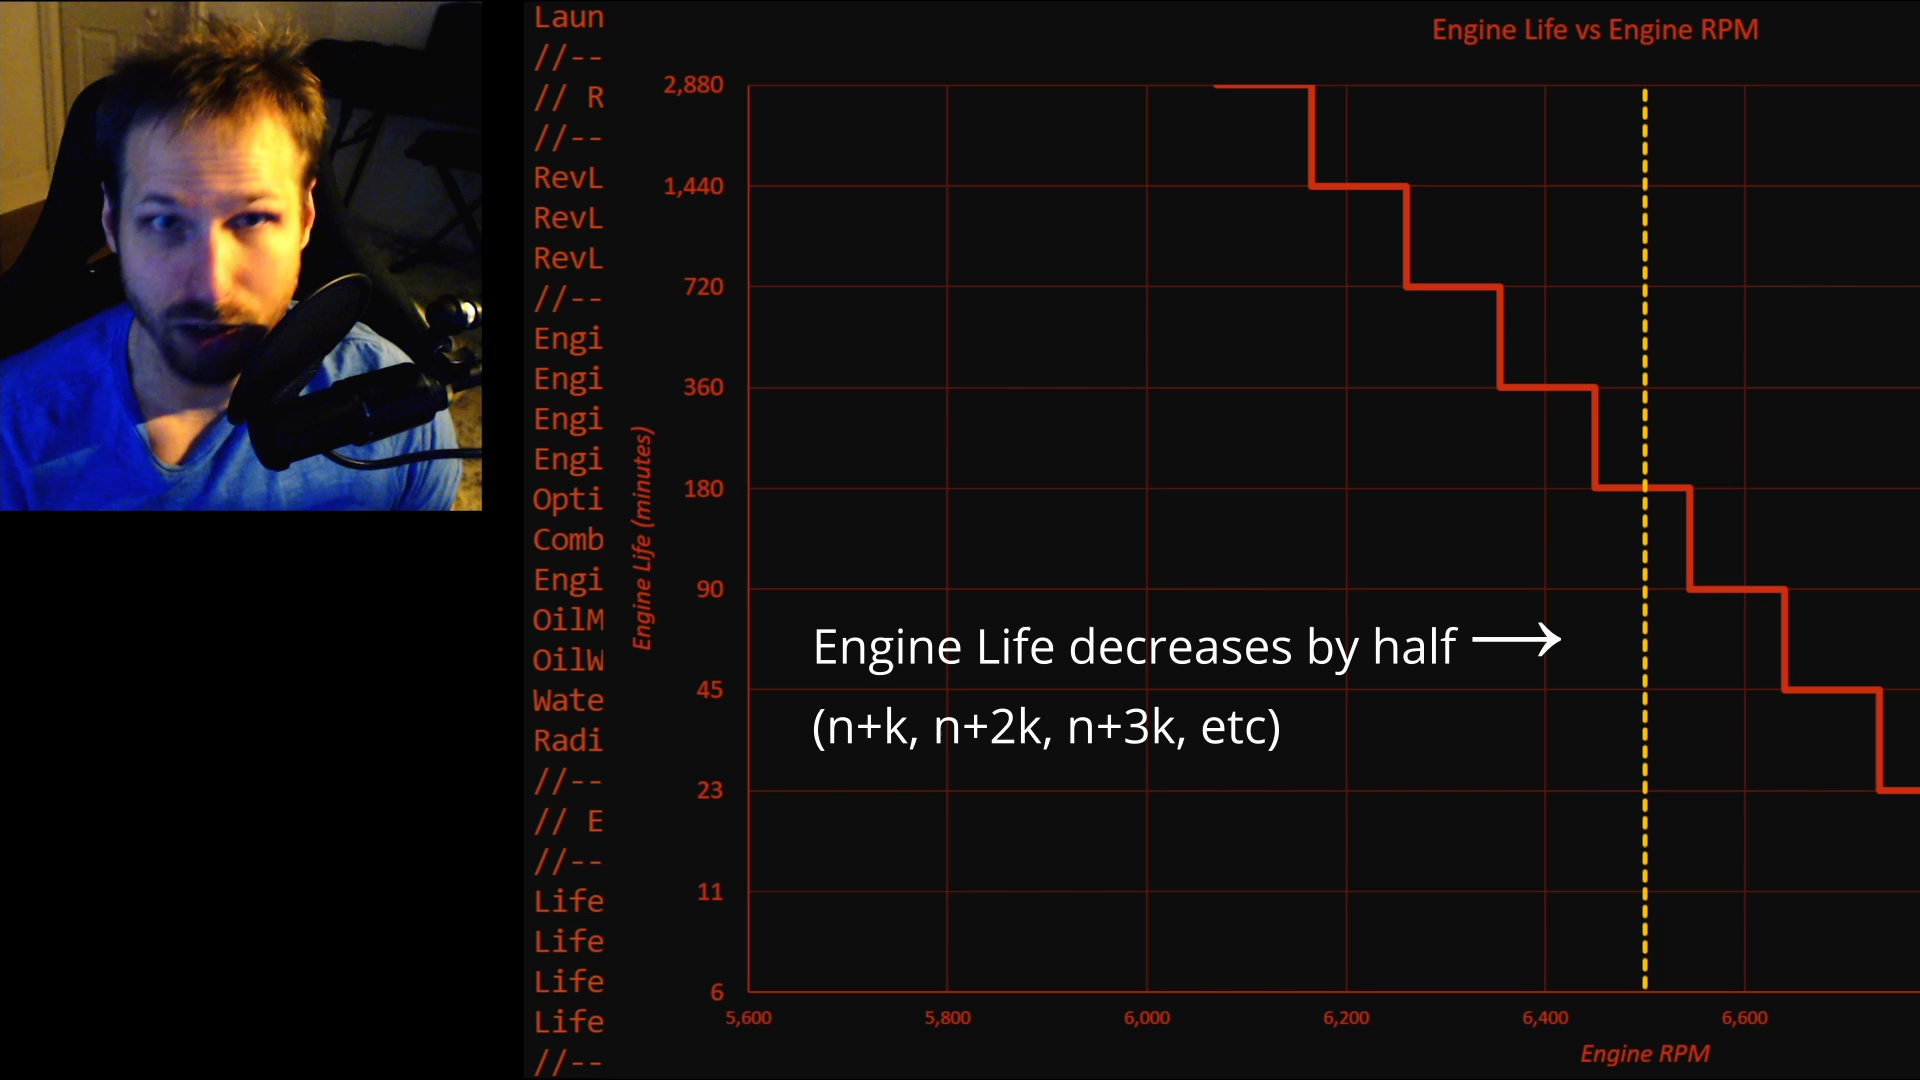 Laun
//--
// R
//--
RevL
RevL
RevL
//--
Engi
Engi
Engi
Engi
Opti
Comb
Engi
OilM
OilW
Wate
Radi
//--
// E
//--
Life
Life
Life
Life
//--
Engine Life vs Engine RPM
2,880
1,440
720
360
180
90
45
23
11
6
Engine Life (minutes)
Engine Life decreases by half →
(n+k, n+2k, n+3k, etc)
5,600 5,800 6,000 6,200 6,400 6,600
Engine RPM